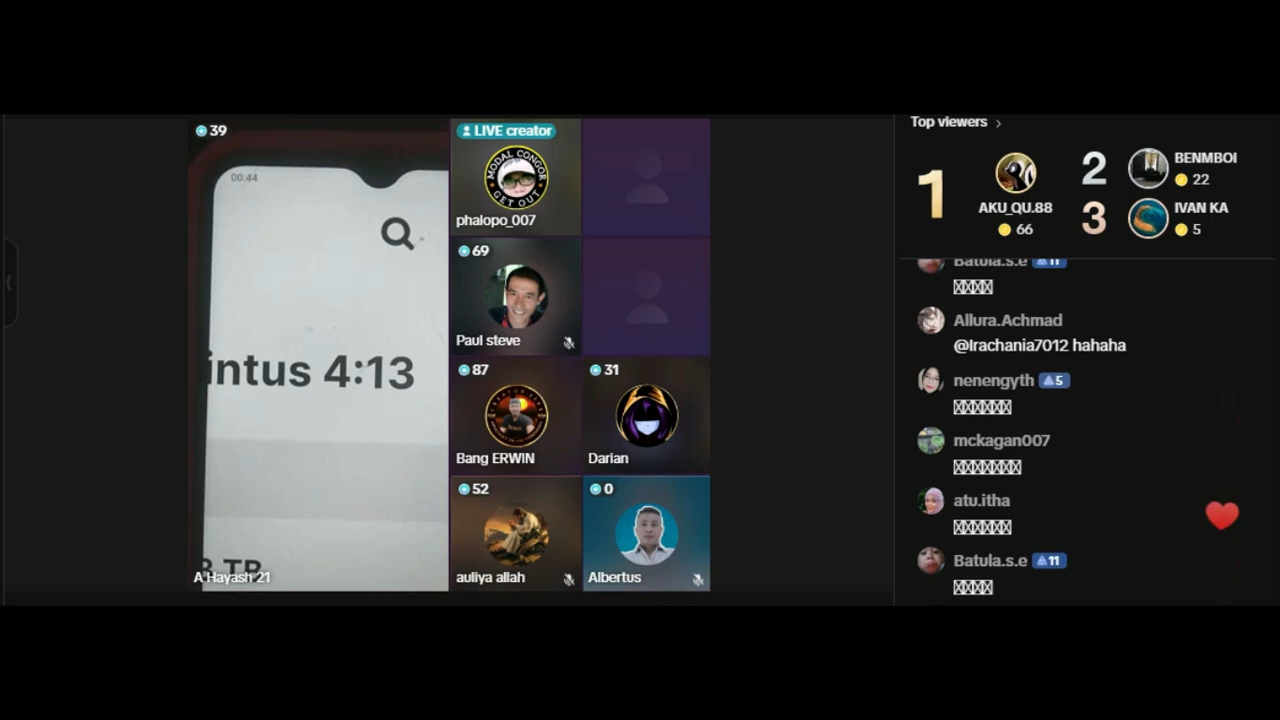 39
00:44
intus 4:13
3 TB
A Hayash 21
LIVE creator
MODAL CONGOR
GET OUT
phalopo_007
69
Paul steve
87
Bang ERWIN
31
Darian
52
auliya allah
0
Albertus
Top viewers
1
AKU_QU.88
66
2
BENMBOI
22
3
IVAN KA
5
Batula.s.e 11
Allura.Achmad
@Irachania7012 hahaha
nenengyth 5
mckagan007
atu.itha
Batula.s.e 11